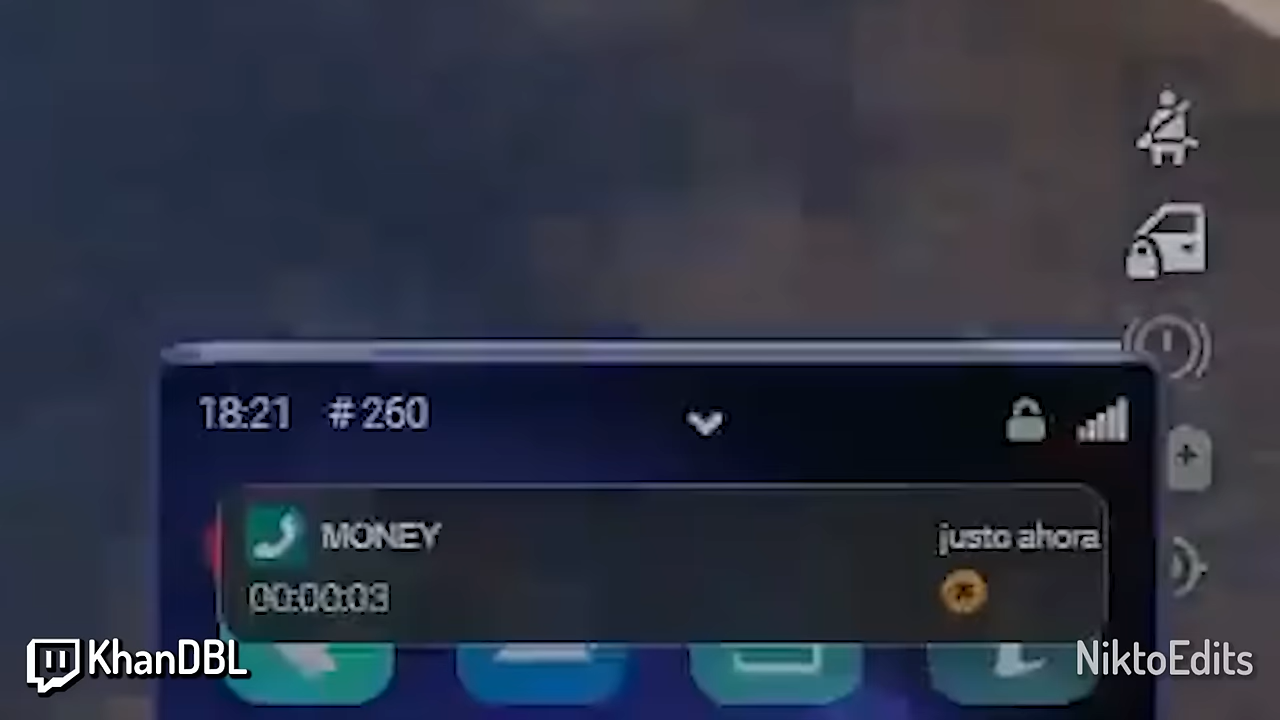 18:21 # 260
MONEY justo ahora
00:00:03
KhanDBL
NiktoEdits